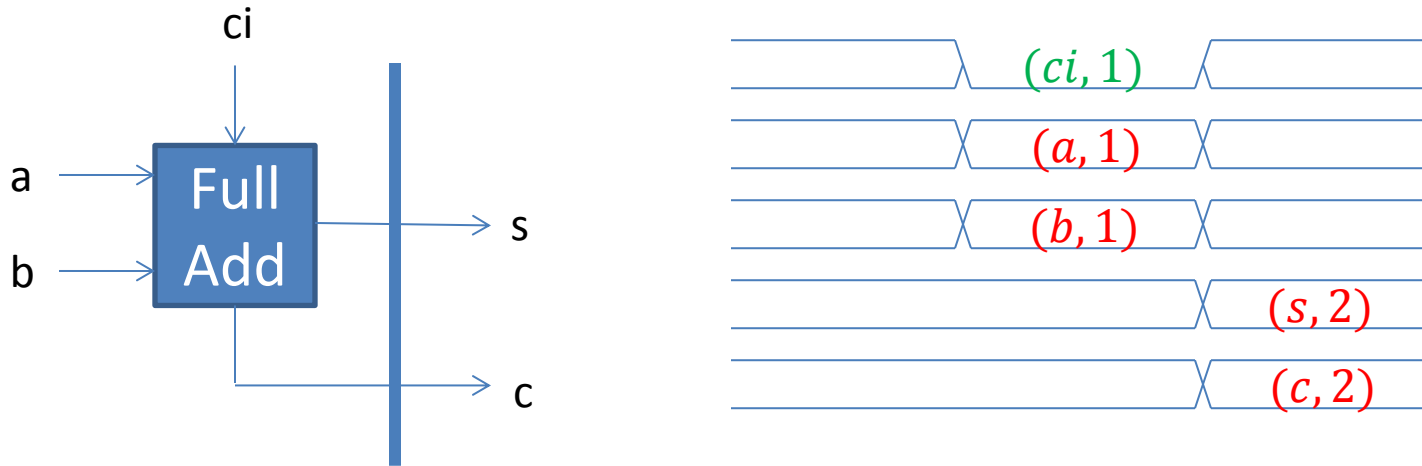 ci
a
b
Full
Add
s
c
(ci, 1)
(a, 1)
(b, 1)
(s, 2)
(c, 2)